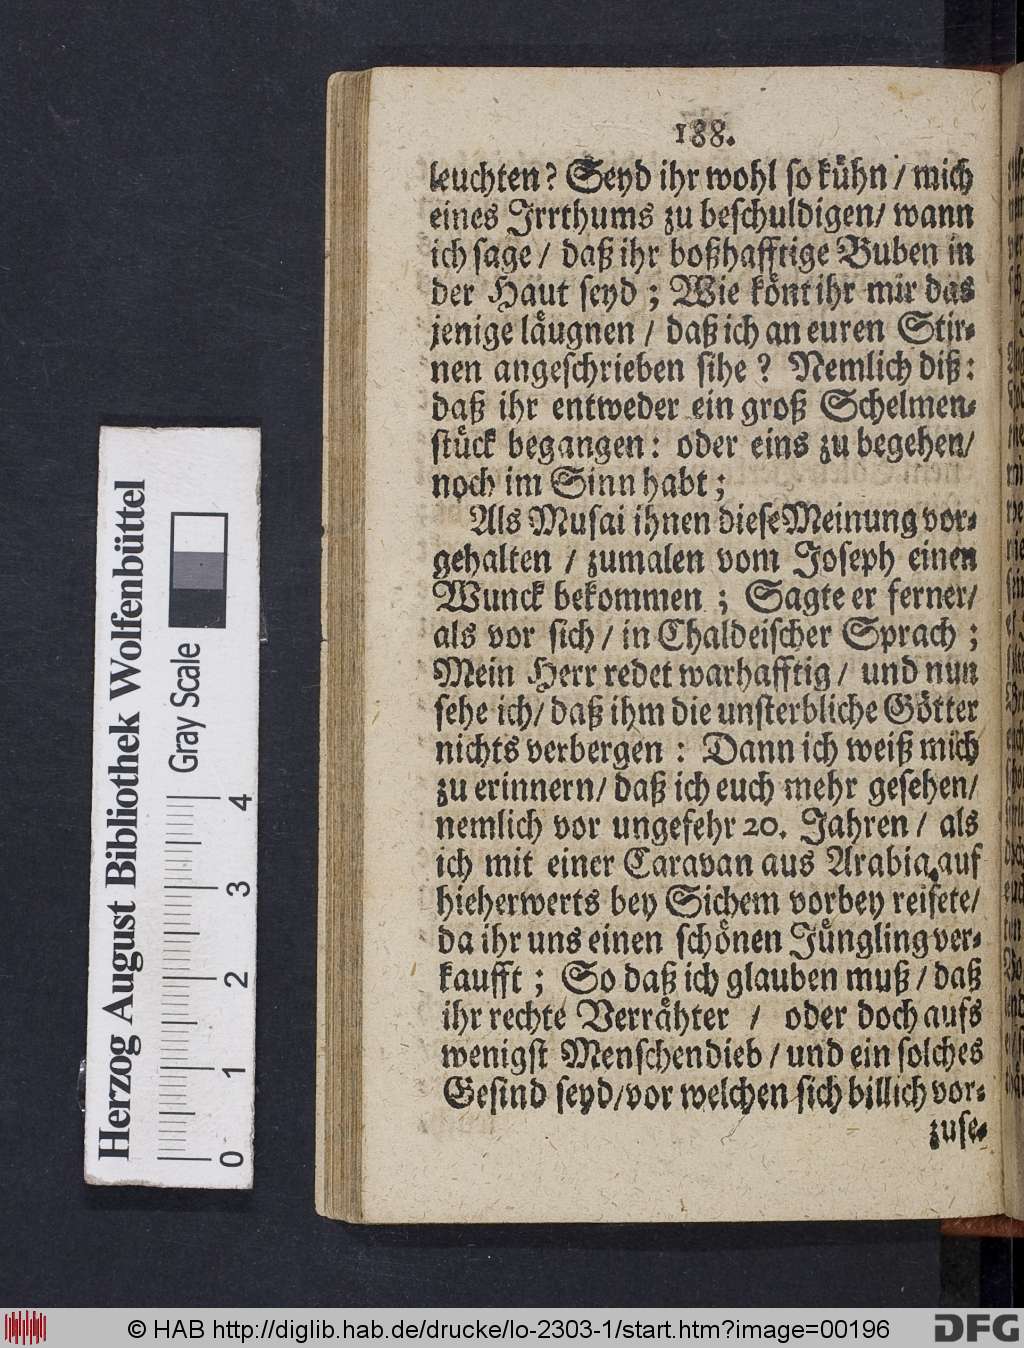 188.
leuchten? Seyd ihr wohl so kühn / mich
eines Irrthums zu beschuldigen / wann
ich sage / daß ihr boßhafftige Buben in
der Haut seyd ; Wie könt ihr mir das
jenige läugnen / daß ich an euren Stir-
nen angeschrieben sihe ? Nemlich diß:
daß ihr entweder ein groß Schelmen-
stück begangen: oder eins zu begehen/
noch im Sinn habt ;
Als Musai ihnen diese Meinung vor-
gehalten / zumalen vom Joseph einen
Wunck bekommen ; Sagte er ferner/
als vor sich / in Chaldeischer Sprach ;
Mein Herr redet warhafftig / und nun
sehe ich/ daß ihm die unsterbliche Götter
nichts verbergen : Dann ich weiß mich
zu erinnern/ daß ich euch mehr gesehen/
nemlich vor ungefehr 20. Jahren / als
ich mit einer Caravan aus Arabia auf
hieherwerts bey Sichem vorbey reisete/
da ihr uns einen schönen Jüngling ver-
kaufft ; So daß ich glauben muß / daß
ihr rechte Verrähter / oder doch aufs
wenigst Menschendieb / und ein solches
Gesind seyd/vor welchen sich billich vor-
zuse-
Herzog August Bibliothek Wolfenbüttel
Gray Scale
0 1 2 3 4
© HAB http://diglib.hab.de/drucke/lo-2303-1/start.htm?image=00196
DFG